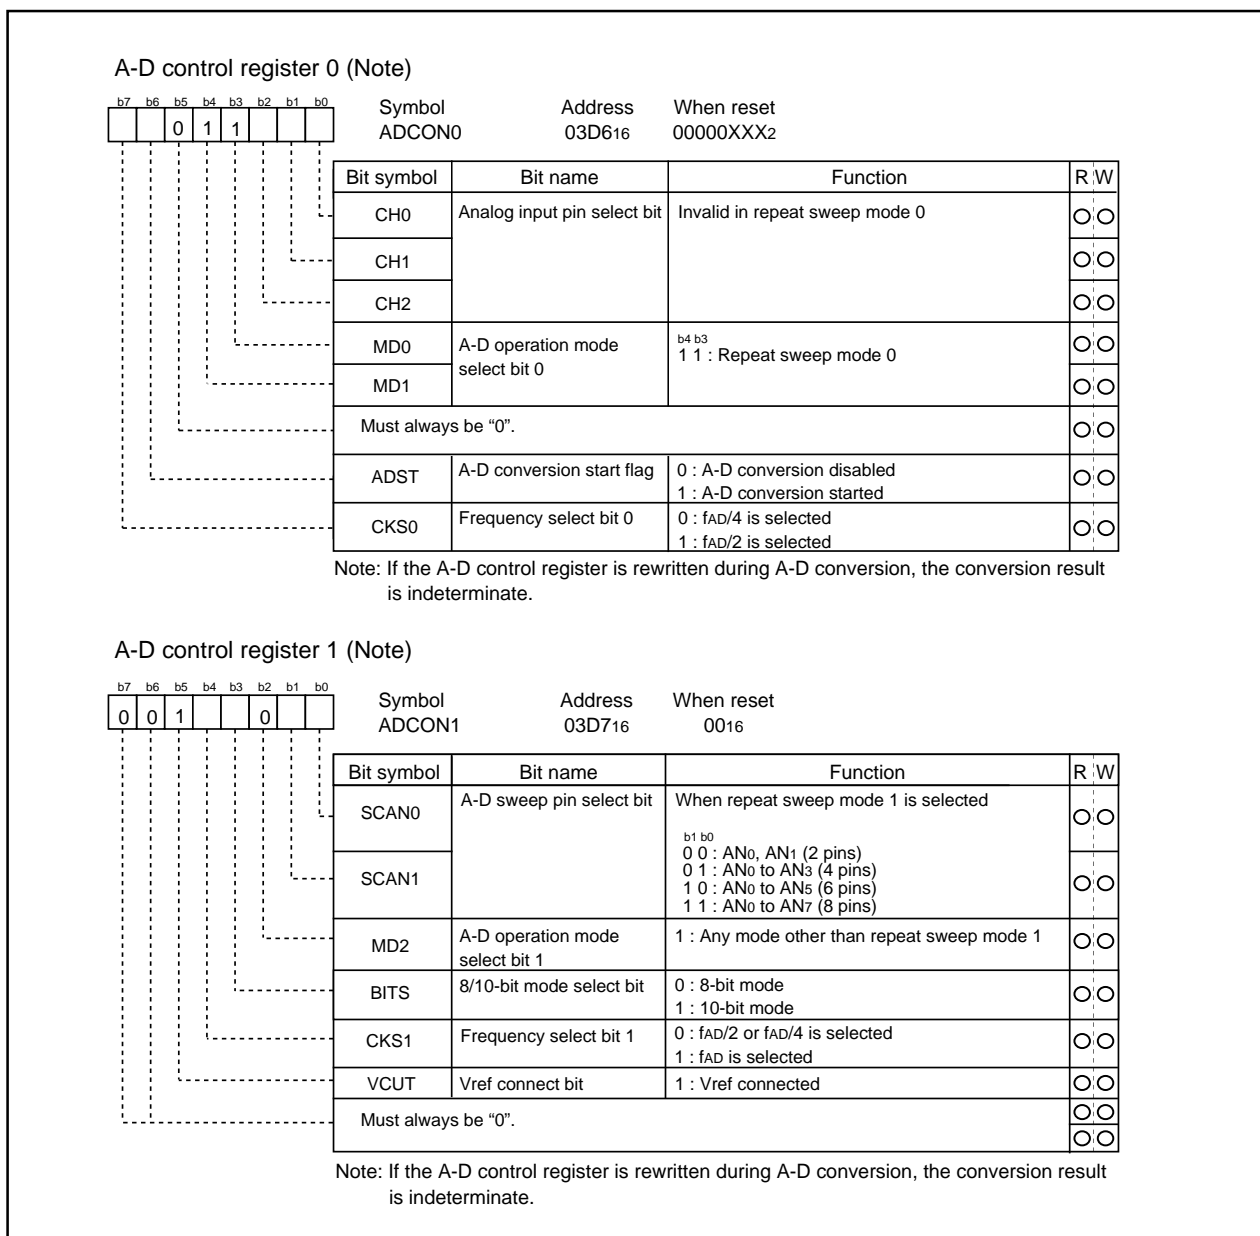 A-D control register 0 (Note)
b7 b6 b5 b4 b3 b2 b1 b0
0 1 1
Symbol Address When reset
ADCON0 03D616 00000XXX2
Bit symbol Bit name Function R W
CH0 Analog input pin select bit Invalid in repeat sweep mode 0
CH1
CH2
MD0 A-D operation mode select bit 0 b4 b3
1 1 : Repeat sweep mode 0
MD1
Must always be “0”.
ADST A-D conversion start flag 0 : A-D conversion disabled
1 : A-D conversion started
CKS0 Frequency select bit 0 0 : fAD/4 is selected
1 : fAD/2 is selected
Note: If the A-D control register is rewritten during A-D conversion, the conversion result
is indeterminate.
A-D control register 1 (Note)
b7 b6 b5 b4 b3 b2 b1 b0
0 0 1 0
Symbol Address When reset
ADCON1 03D716 0016
Bit symbol Bit name Function R W
SCAN0 A-D sweep pin select bit When repeat sweep mode 1 is selected
b1 b0
0 0 : AN0, AN1 (2 pins)
0 1 : AN0 to AN3 (4 pins)
SCAN1 1 0 : AN0 to AN5 (6 pins)
1 1 : AN0 to AN7 (8 pins)
MD2 A-D operation mode select bit 1 1 : Any mode other than repeat sweep mode 1
BITS 8/10-bit mode select bit 0 : 8-bit mode
1 : 10-bit mode
CKS1 Frequency select bit 1 0 : fAD/2 or fAD/4 is selected
1 : fAD is selected
VCUT Vref connect bit 1 : Vref connected
Must always be “0”.
Note: If the A-D control register is rewritten during A-D conversion, the conversion result
is indeterminate.